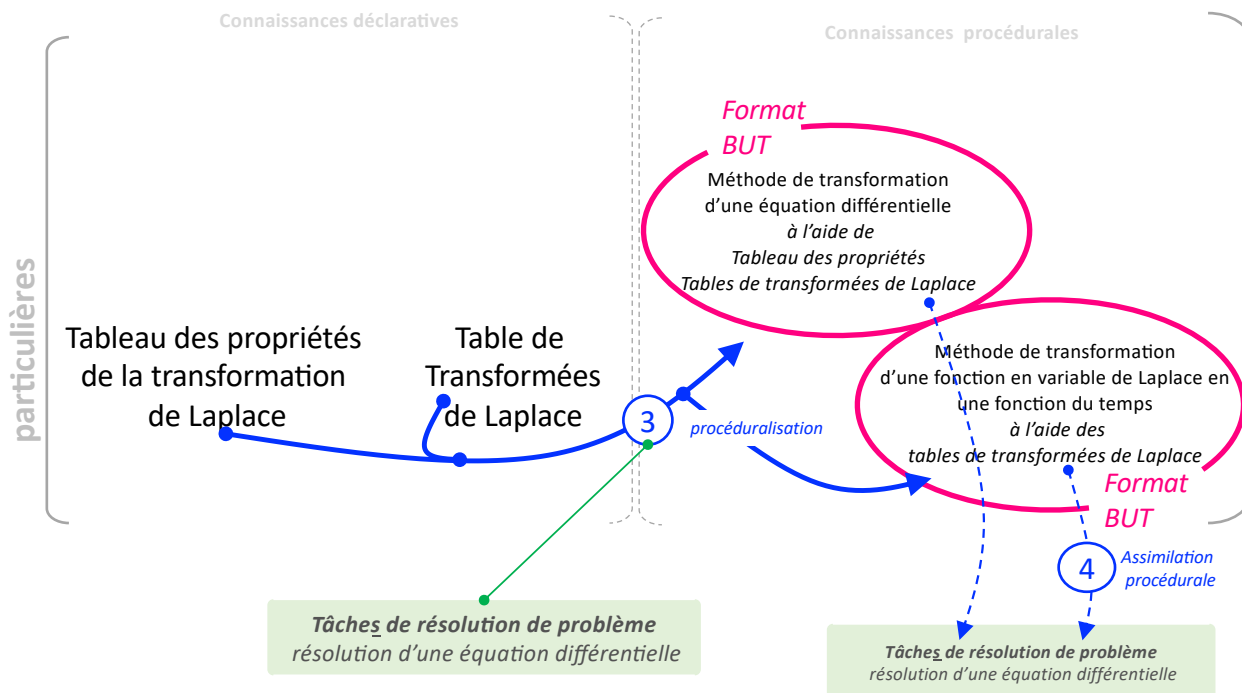 Connaissances déclaratives
Connaissances procédurales
particulières
Format
BUT
Méthode de transformation
d'une équation différentielle
à l'aide de
Tableau des propriétés
Tables de transformées de Laplace
Tableau des propriétés
de la transformation
de Laplace
Table de
Transformées
de Laplace
3
procéduralisation
Méthode de transformation
d'une fonction en variable de Laplace en
une fonction du temps
à l'aide des
tables de transformées de Laplace
Format
BUT
4
Assimilation
procédurale
Tâches de résolution de problème
résolution d'une équation différentielle
Tâches de résolution de problème
résolution d'une équation différentielle